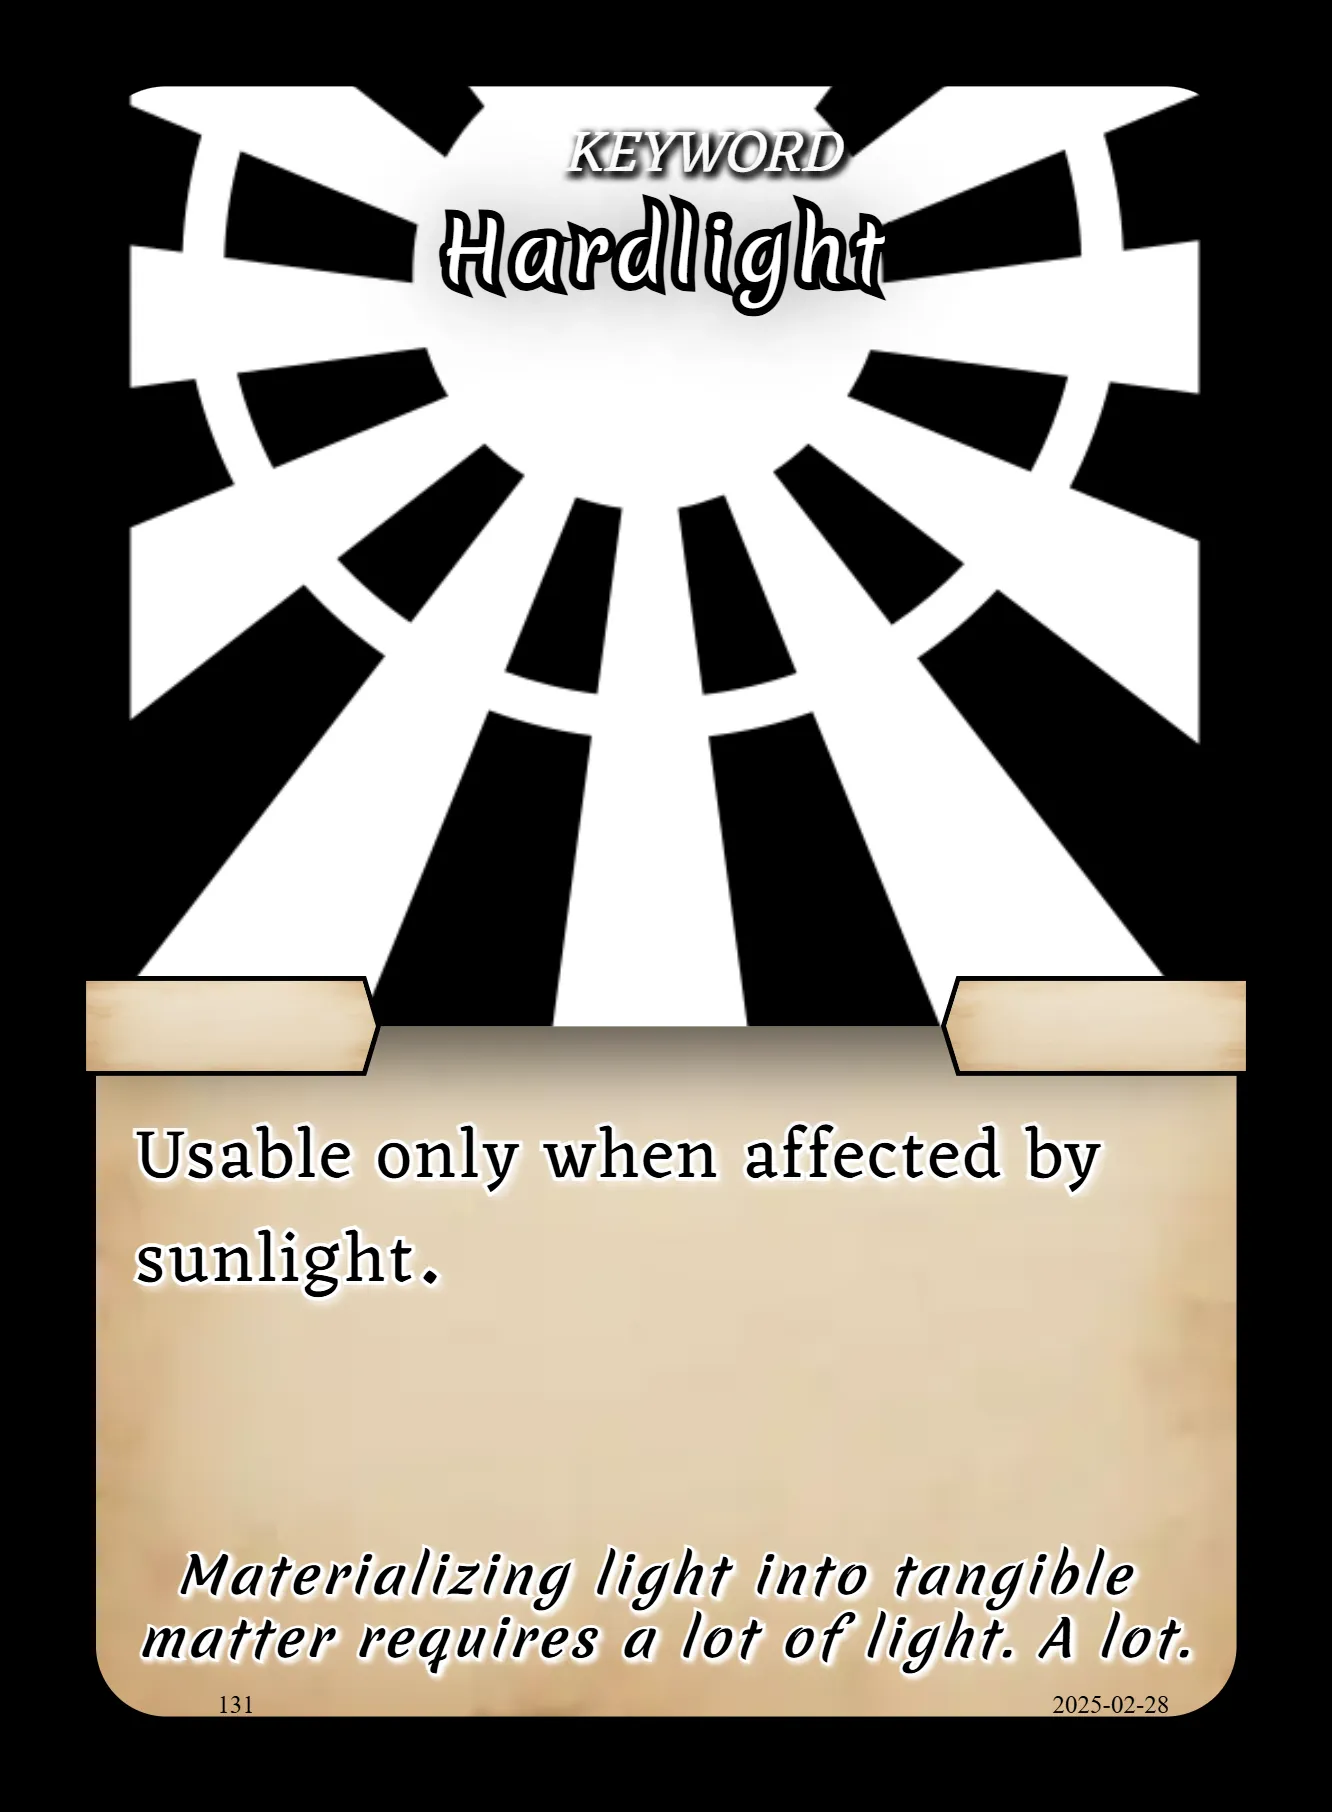 KEYWORD
Hardlight
Usable only when affected by
sunlight.
Materializing light into tangible
matter requires a lot of light. A lot.
131
2025-02-28